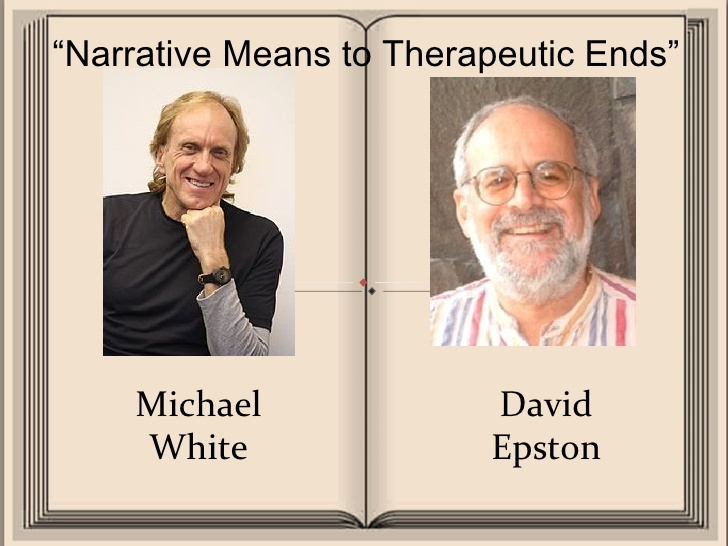 “Narrative Means to Therapeutic Ends”
Michael
White
David
Epston